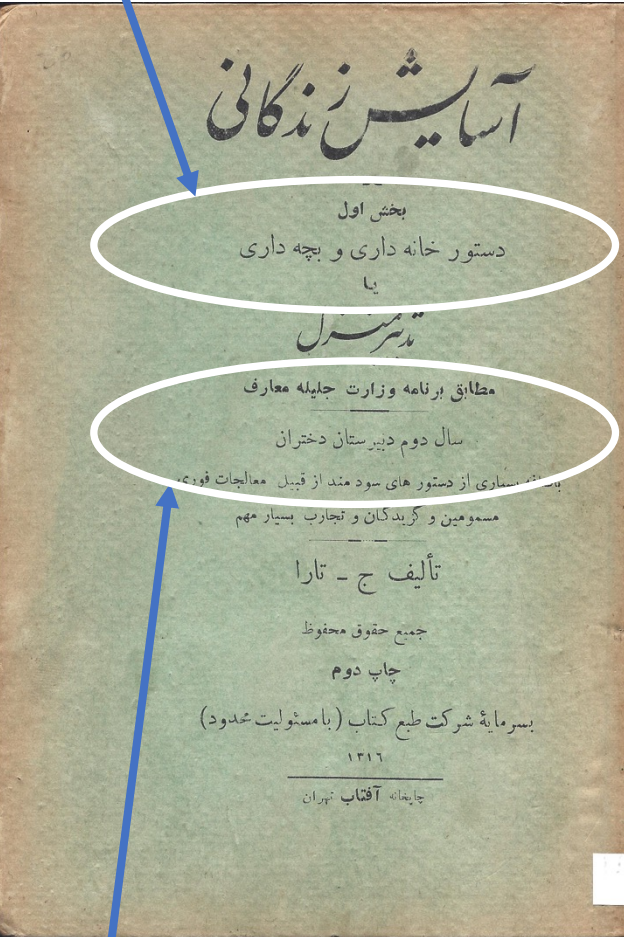 آسایش زندگانی
بخش اول
دستور خانه داری و بچه داری
یا
تدبیر منزل
مطابق برنامه وزارت جلیله معارف
سال دوم دبیرستان دختران
بسیاری از دستور های سود مند از قبیل معالجات فوری
مسمومین و گزیدگان و تجارب بسیار مهم
تألیف ج – تارا
جمیع حقوق محفوظ
چاپ دوم
بسرمایهٔ شرکت طبع کتاب (با مسئولیت محدود)
۱۳۱۶
چاپخانه آفتاب تهران